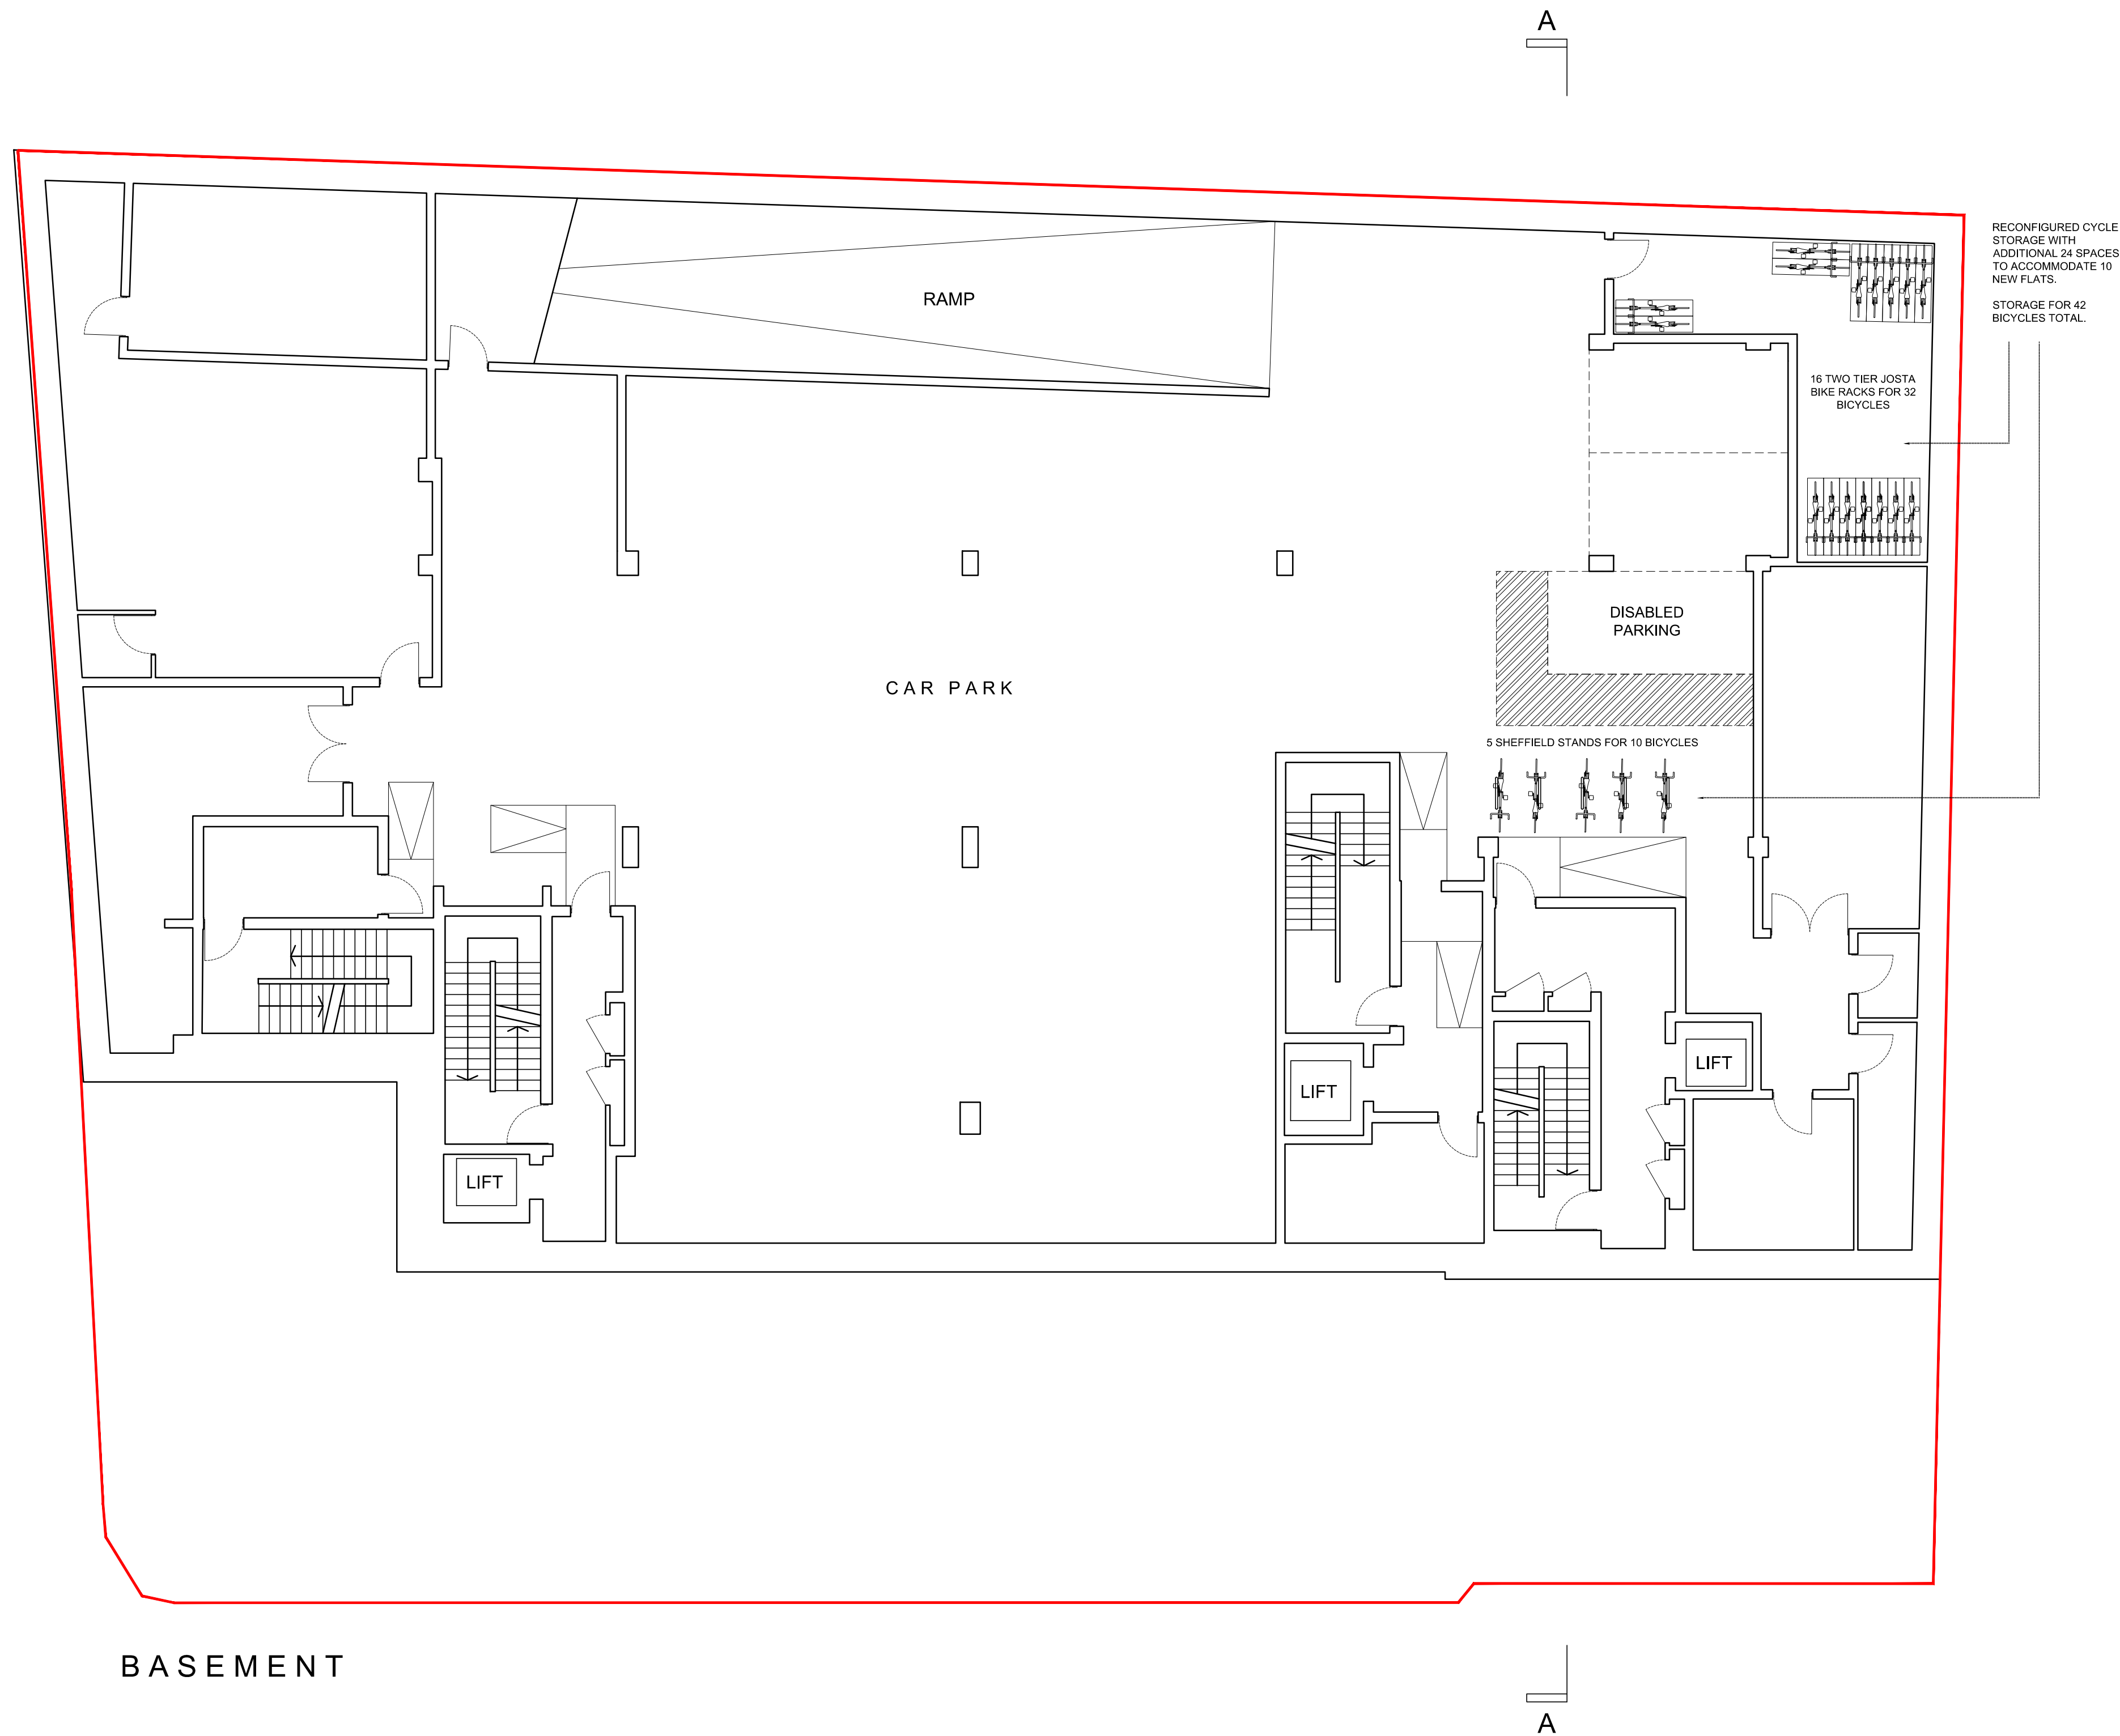 A
RECONFIGURED CYCLE
STORAGE WITH
ADDITIONAL 24 SPACES
TO ACCOMMODATE 10
NEW FLATS.
STORAGE FOR 42
BICYCLES TOTAL.
RAMP
16 TWO TIER JOSTA
BIKE RACKS FOR 32
BICYCLES
DISABLED
PARKING
CAR PARK
5 SHEFFIELD STANDS FOR 10 BICYCLES
LIFT
LIFT
LIFT
BASEMENT
A